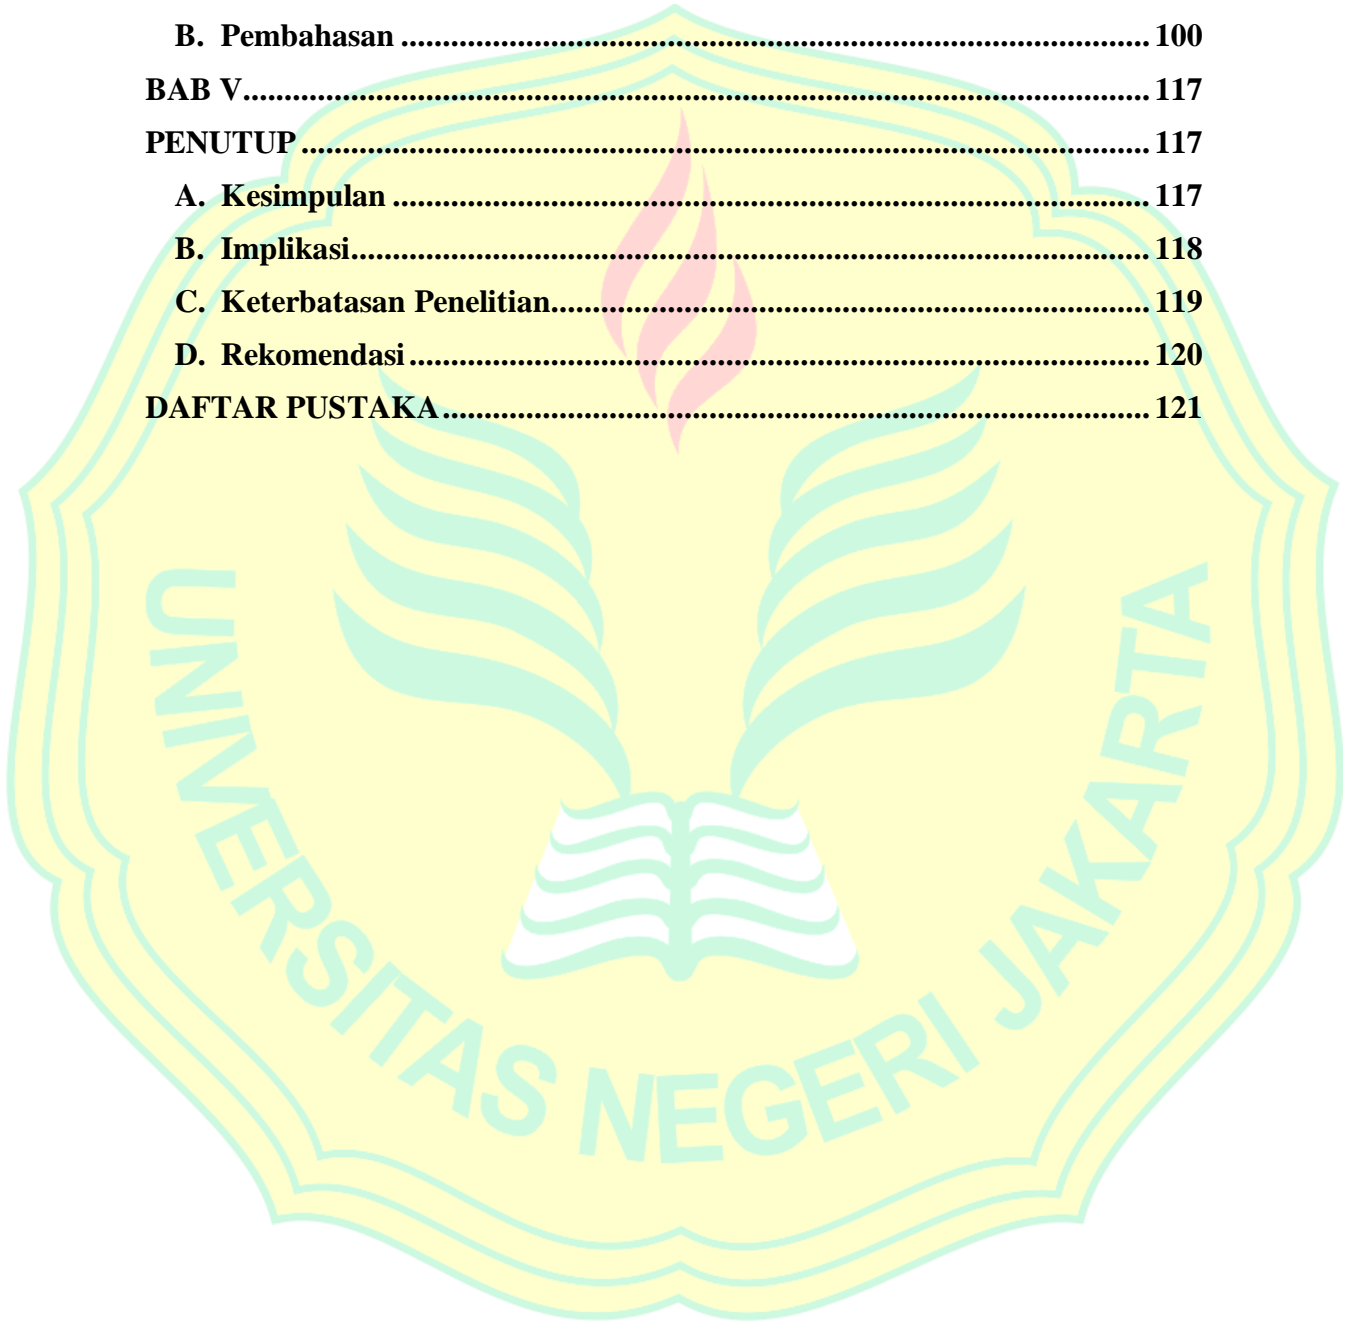 B. Pembahasan ........................................................................................... 100
BAB V.............................................................................................................. 117
PENUTUP ....................................................................................................... 117
A. Kesimpulan ............................................................................................ 117
B. Implikasi................................................................................................. 118
C. Keterbatasan Penelitian......................................................................... 119
D. Rekomendasi .......................................................................................... 120
DAFTAR PUSTAKA...................................................................................... 121
UNIVERSITAS NEGERI JAKARTA